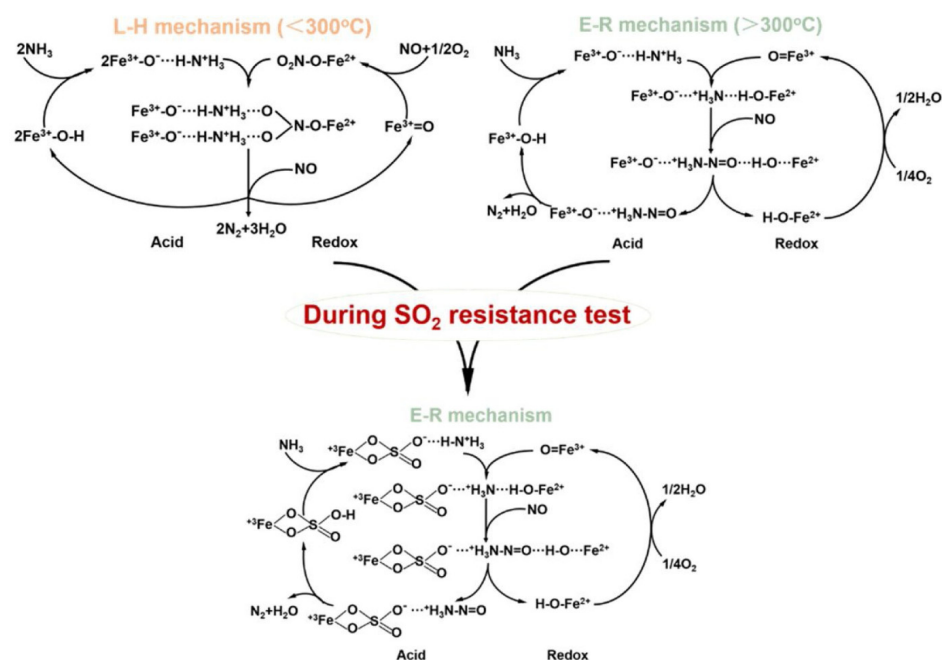 L-H mechanism (<300°C)
2NH₃
2Fe³⁺-O⁻···H-N⁺H₃
O₂N-O-Fe²⁺
NO+1/2O₂
Fe³⁺-O⁻···H-N⁺H₃···O
N-O-Fe²⁺
Fe³⁺-O⁻···H-N⁺H₃···O
2Fe³⁺-O-H
Fe³⁺=O
NO
2N₂+3H₂O
Acid
Redox
E-R mechanism (>300°C)
NH₃
Fe³⁺-O⁻···H-N⁺H₃
O=Fe³⁺
Fe³⁺-O⁻···⁺H₃N···H-O-Fe²⁺
1/2H₂O
NO
Fe³⁺-O-H
Fe³⁺-O⁻···⁺H₃N-N=O···H-O···Fe²⁺
1/4O₂
N₂+H₂O
Fe³⁺-O⁻···⁺H₃N-N=O
H-O-Fe²⁺
Acid
Redox
During SO₂ resistance test
E-R mechanism
NH₃
⁺³Fe
O
O
S
O⁻···H-N⁺H₃
O
O=Fe³⁺
⁺³Fe
O
O
S
O⁻···⁺H₃N···H-O-Fe²⁺
O
1/2H₂O
NO
⁺³Fe
O
O
S
O-H
O
⁺³Fe
O
O
S
O⁻ ···⁺H₃N-N=O···H-O···Fe²⁺
O
1/4O₂
N₂+H₂O
⁺³Fe
O
O
S
O⁻ ···⁺H₃N-N=O
O
H-O-Fe²⁺
Acid
Redox